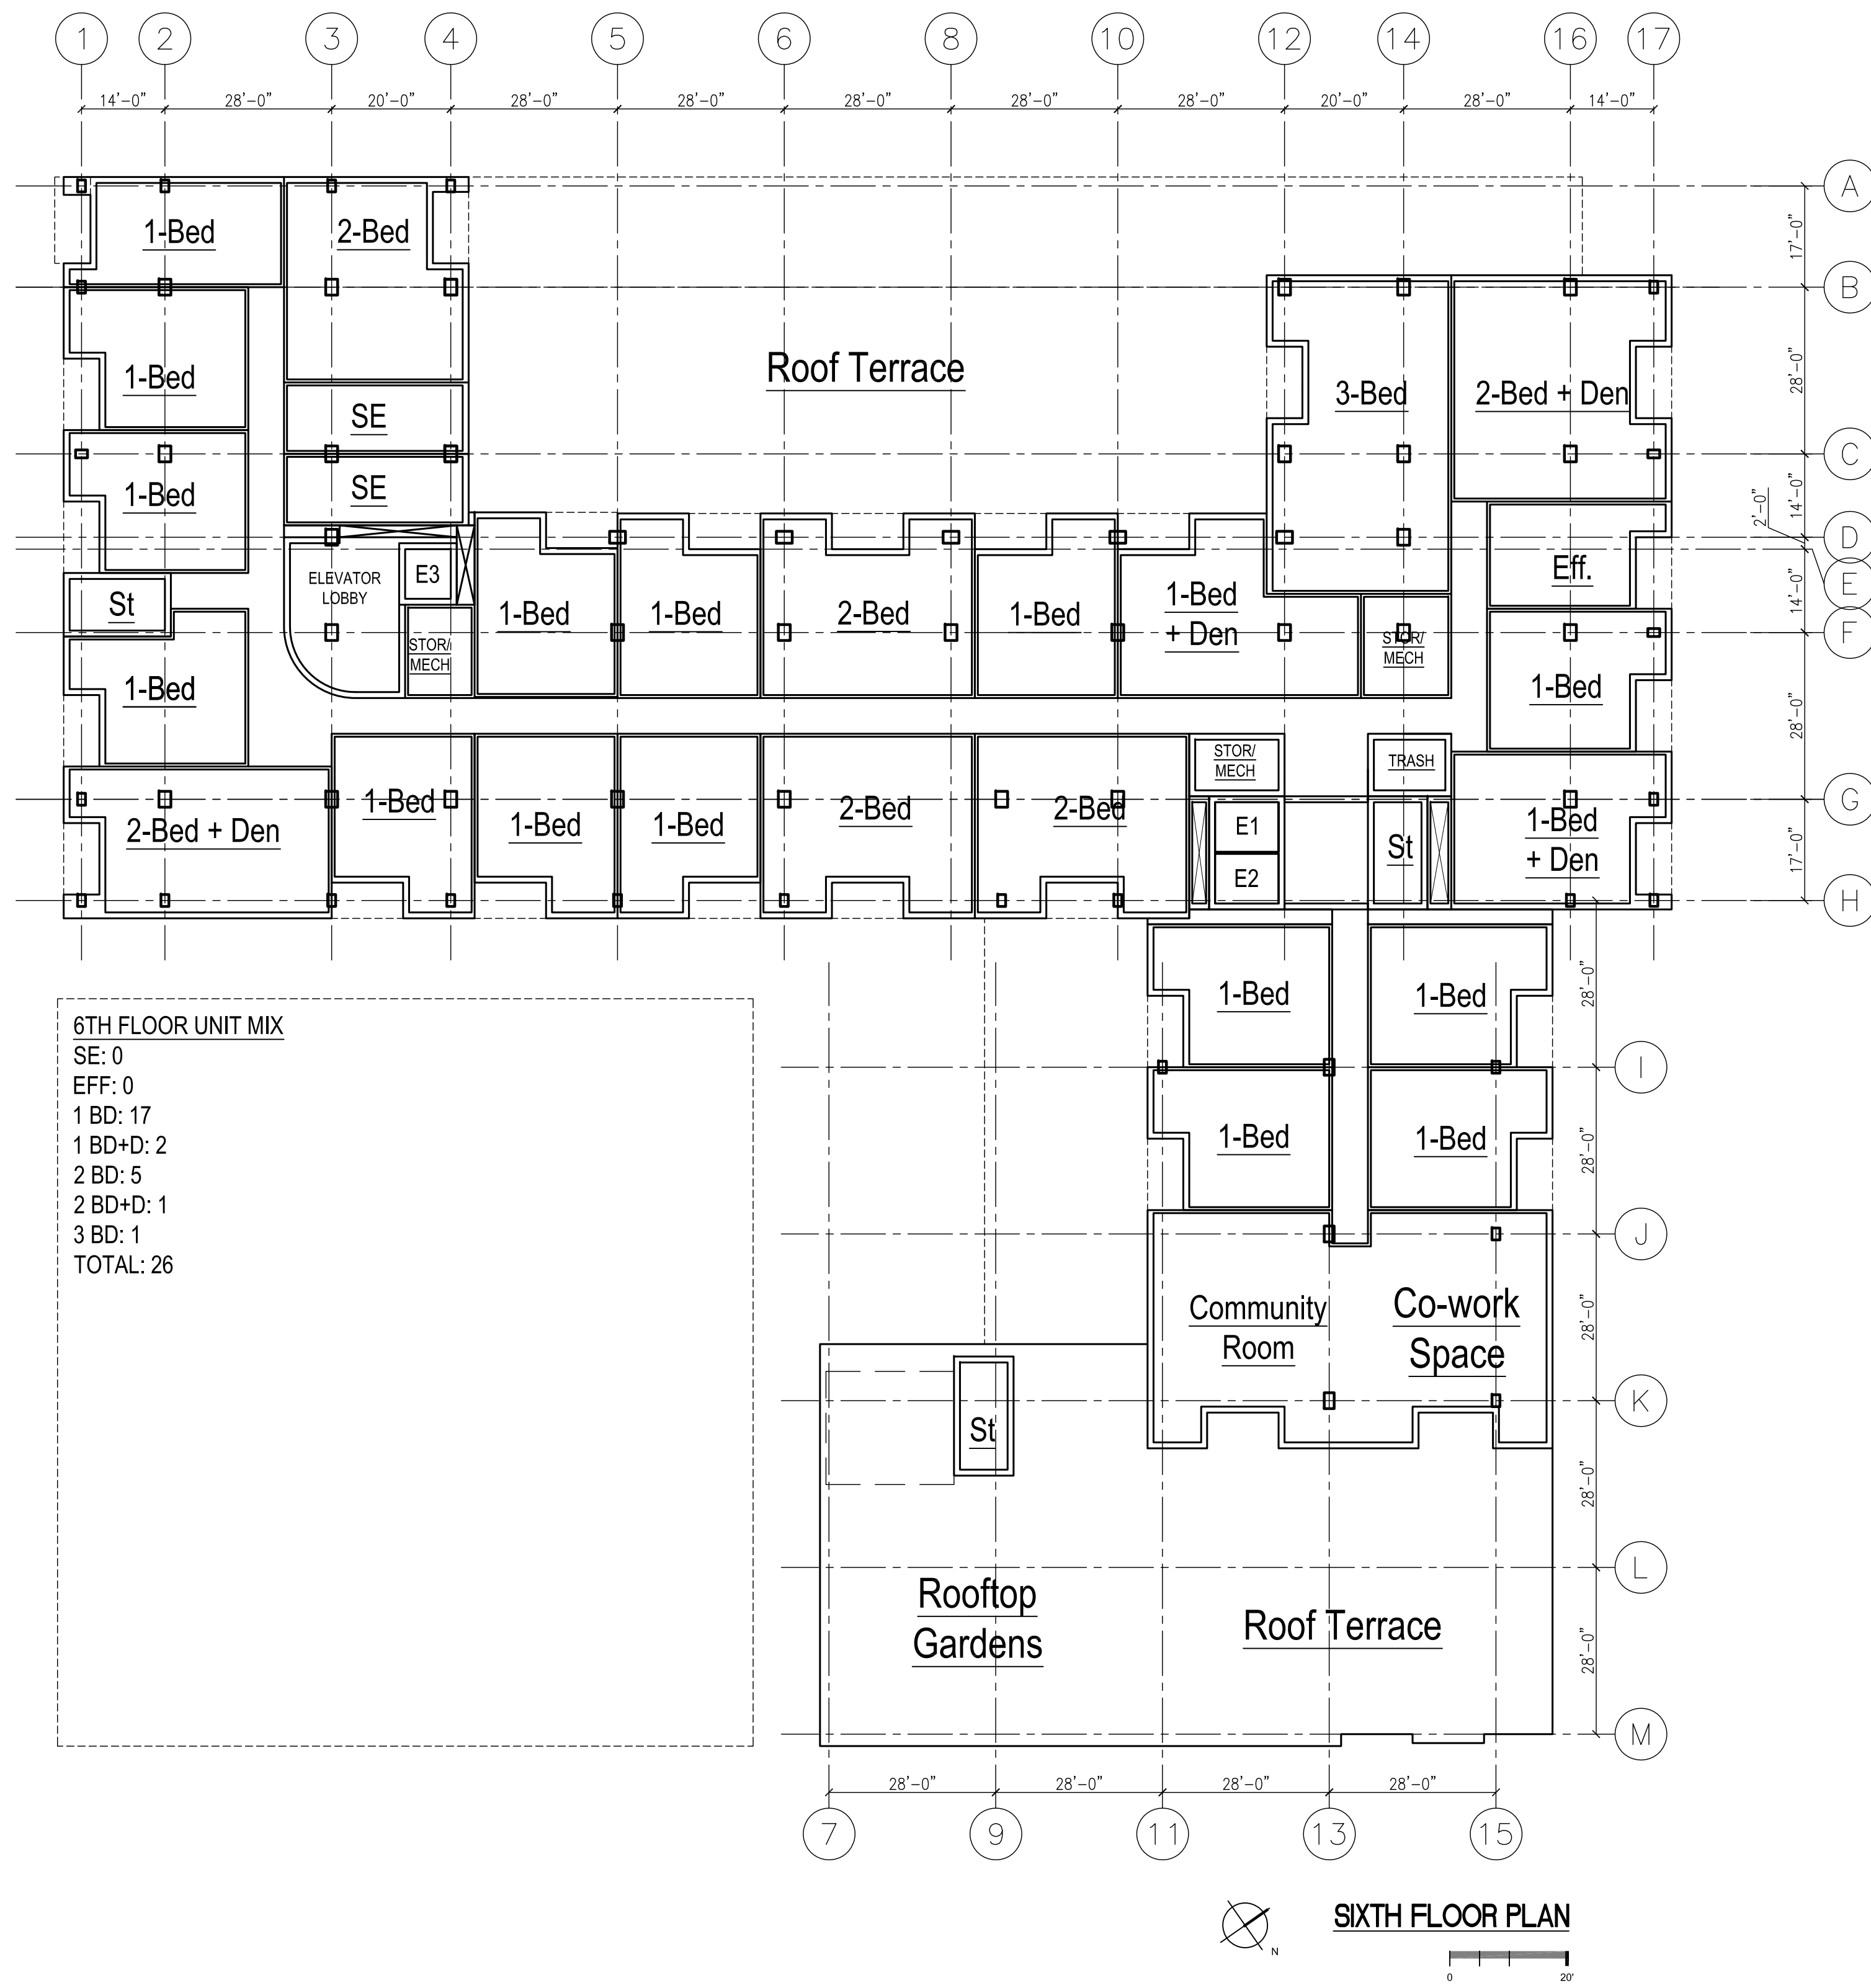 1 2 3 4 5 6 8 10 12 14 16 17
14'-0" 28'-0" 20'-0" 28'-0" 28'-0" 28'-0" 28'-0" 28'-0" 20'-0" 28'-0" 14'-0"
A
17'-0"
1-Bed 2-Bed
B
Roof Terrace
28'-0"
1-Bed
SE
3-Bed 2-Bed + Den
C
1-Bed
SE
14'-0"
2'-0"
D
ELEVATOR
LOBBY
E3
Eff.
E
St
14'-0"
1-Bed 1-Bed 2-Bed 1-Bed
1-Bed
+ Den
F
STOR/
MECH
STOR/
MECH
1-Bed
1-Bed
28'-0"
STOR/
MECH
TRASH
G
2-Bed + Den
1-Bed
1-Bed
1-Bed
2-Bed
2-Bed
E1
E2
St
1-Bed
+ Den
17'-0"
H
1-Bed 1-Bed
28'-0"
6TH FLOOR UNIT MIX
SE: 0
EFF: 0
1 BD: 17
1 BD+D: 2
2 BD: 5
2 BD+D: 1
3 BD: 1
TOTAL: 26
I
1-Bed 1-Bed
28'-0"
J
Community
Room
Co-work
Space
28'-0"
K
St
28'-0"
L
Rooftop
Gardens
Roof Terrace
28'-0"
M
28'-0" 28'-0" 28'-0" 28'-0"
7 9 11 13 15
N
SIXTH FLOOR PLAN
0 20'